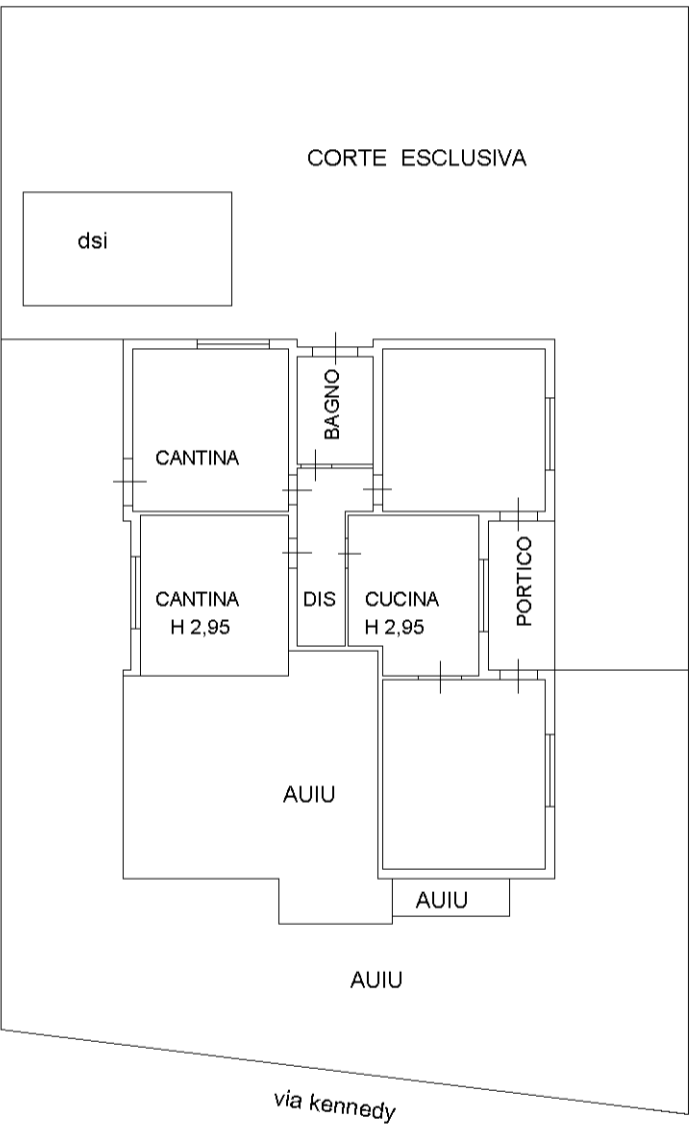 CORTE ESCLUSIVA
dsi
BAGNO
CANTINA
CANTINA
H 2,95
DIS
CUCINA
H 2,95
PORTICO
AUIU
AUIU
AUIU
via kennedy